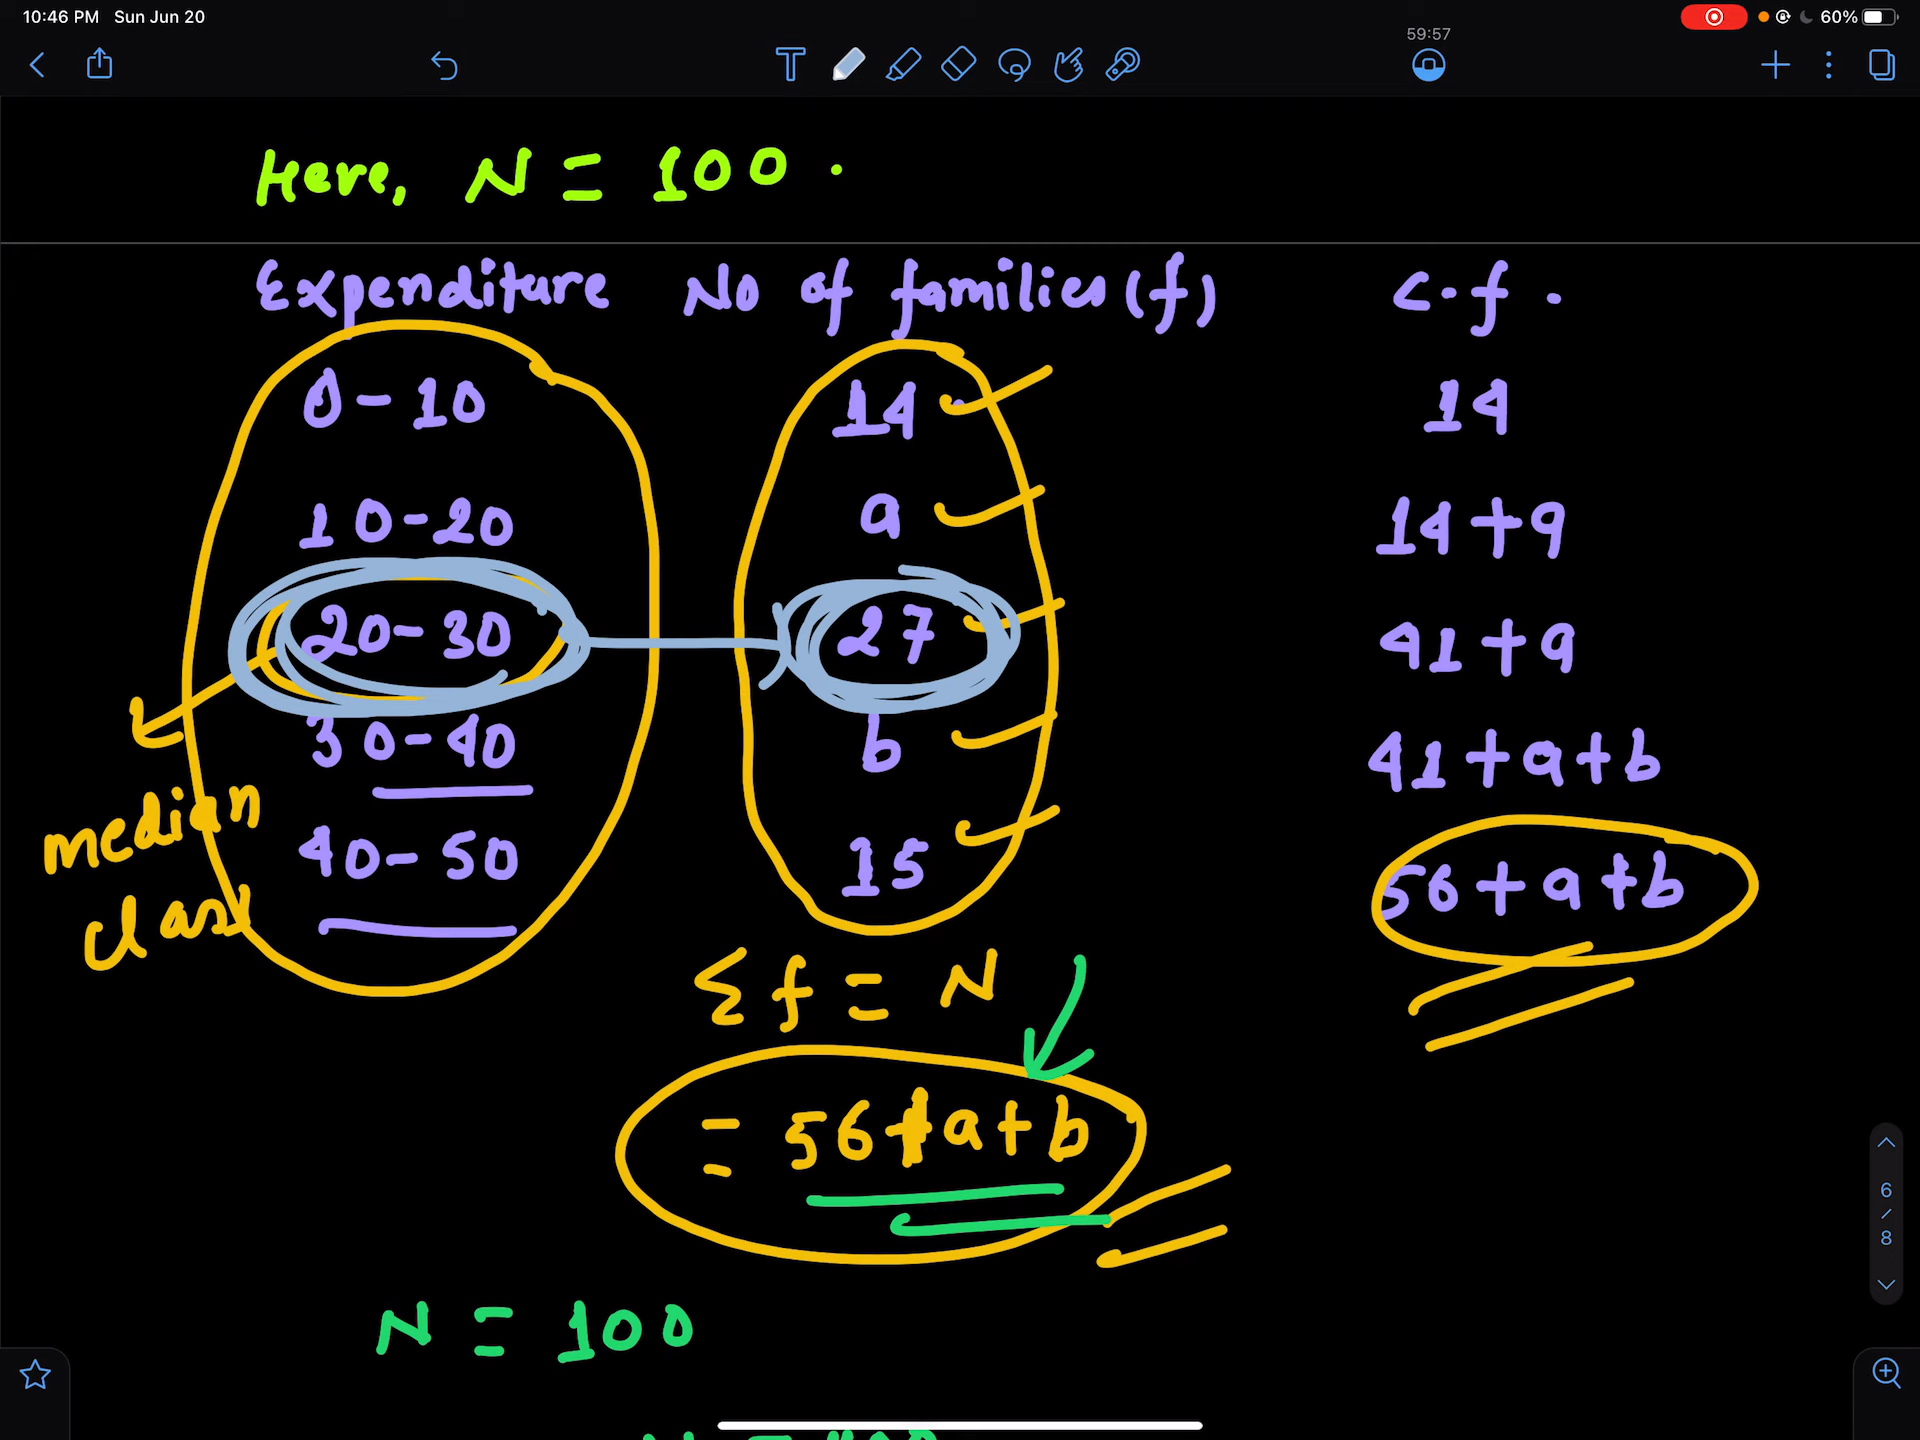 10:46 PM Sun Jun 20
60%
59:57
Here, N = 100.
Expenditure No of families (f) C.f.
0-10 14 14
10-20 a 14+a
20-30 27 41+a
30-40 b 41+a+b
median
40-50 15 56+a+b
class
Σf = N
= 56+a+b
6
/
8
N = 100